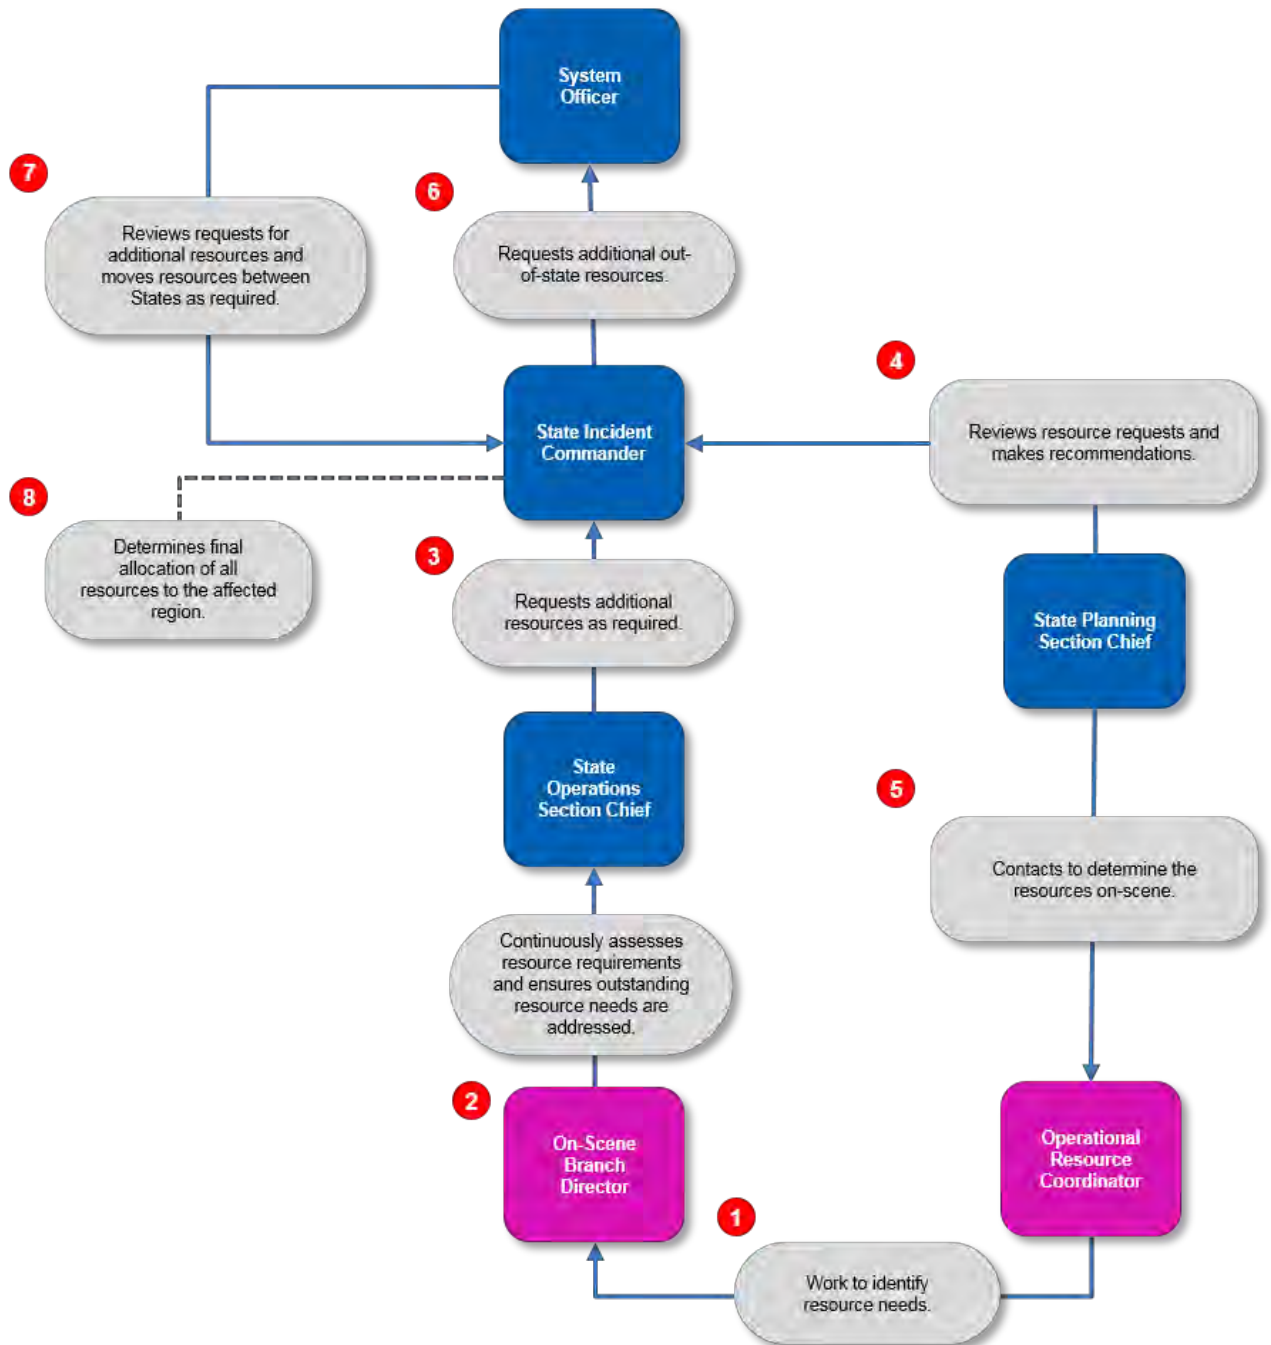 System
Officer
7
6
Reviews requests for
additional resources and
moves resources between
States as required.
Requests additional out-
of-state resources.
4
State Incident
Commander
Reviews resource requests and
makes recommendations.
8
Determines final
allocation of all
resources to the affected
region.
3
Requests additional
resources as required.
State Planning
Section Chief
State
Operations
Section Chief
5
Contacts to determine the
resources on-scene.
Continuously assesses
resource requirements
and ensures outstanding
resource needs are
addressed.
2
On-Scene
Branch
Director
Operational
Resource
Coordinator
1
Work to identify
resource needs.